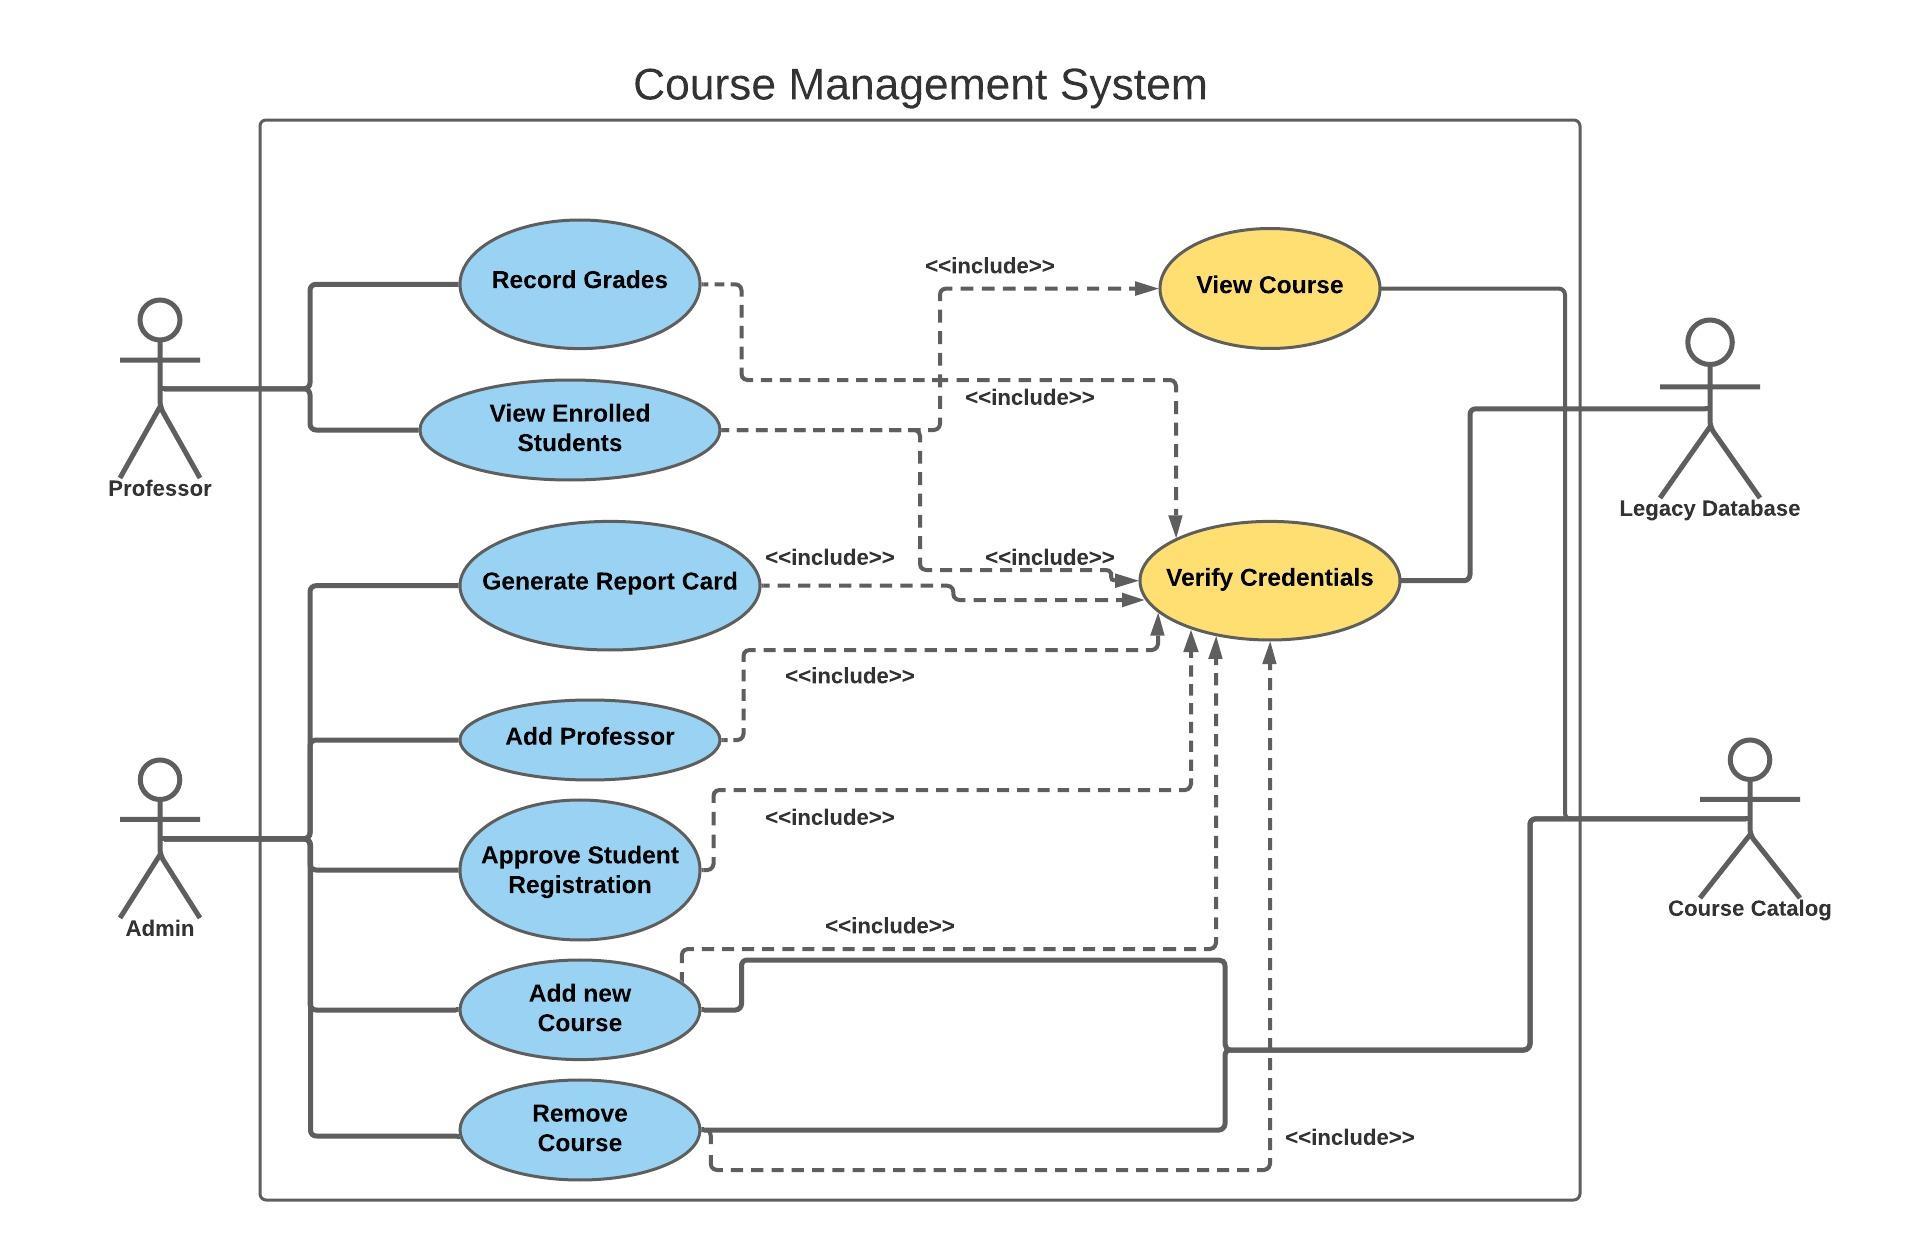 Course Management System
<<include>>
Record Grades
View Course
<<include>>
View Enrolled
Students
Professor
Legacy Database
<<include>>
<<include>>
Generate Report Card
Verify Credentials
<<include>>
Add Professor
<<include>>
Approve Student
Registration
Admin
Course Catalog
<<include>>
Add new
Course
Remove
Course
<<include>>